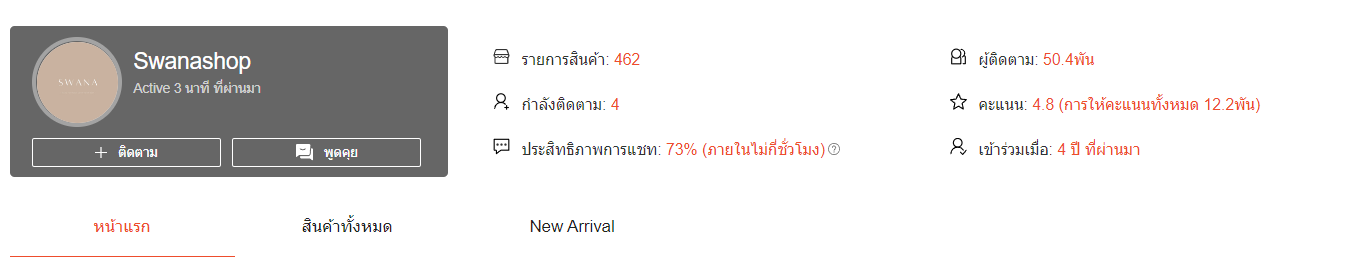 SWANA
Swanashop
Active 3 นาที ที่ผ่านมา
+ ติดตาม
พูดคุย
รายการสินค้า: 462
กำลังติดตาม: 4
ประสิทธิภาพการแชท: 73% (ภายในไม่กี่ชั่วโมง) ?
ผู้ติดตาม: 50.4พัน
คะแนน: 4.8 (การให้คะแนนทั้งหมด 12.2พัน)
เข้าร่วมเมื่อ: 4 ปี ที่ผ่านมา
หน้าแรก
สินค้าทั้งหมด
New Arrival